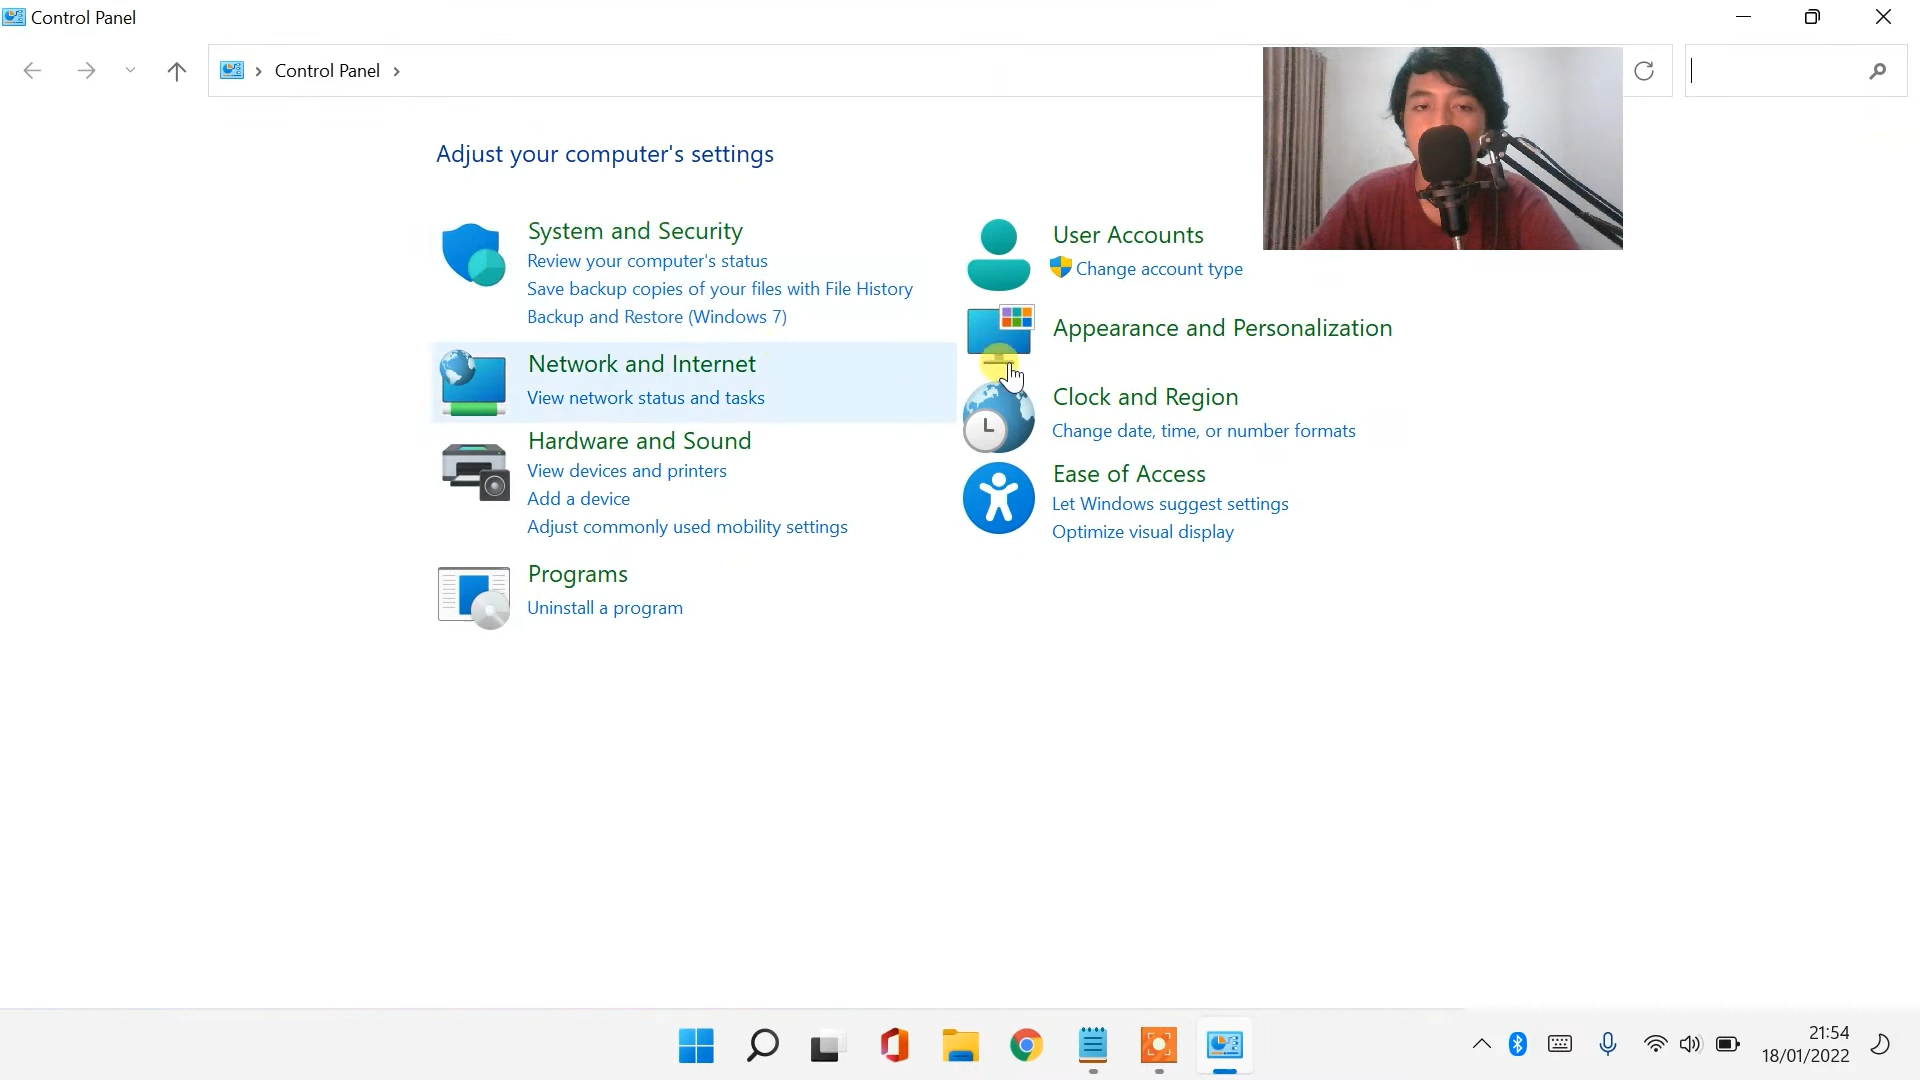 Control Panel
Control Panel
Adjust your computer's settings
System and Security
Review your computer's status
Save backup copies of your files with File History
Backup and Restore (Windows 7)
Network and Internet
View network status and tasks
Hardware and Sound
View devices and printers
Add a device
Adjust commonly used mobility settings
Programs
Uninstall a program
User Accounts
Change account type
Appearance and Personalization
Clock and Region
Change date, time, or number formats
Ease of Access
Let Windows suggest settings
Optimize visual display
21:54
18/01/2022